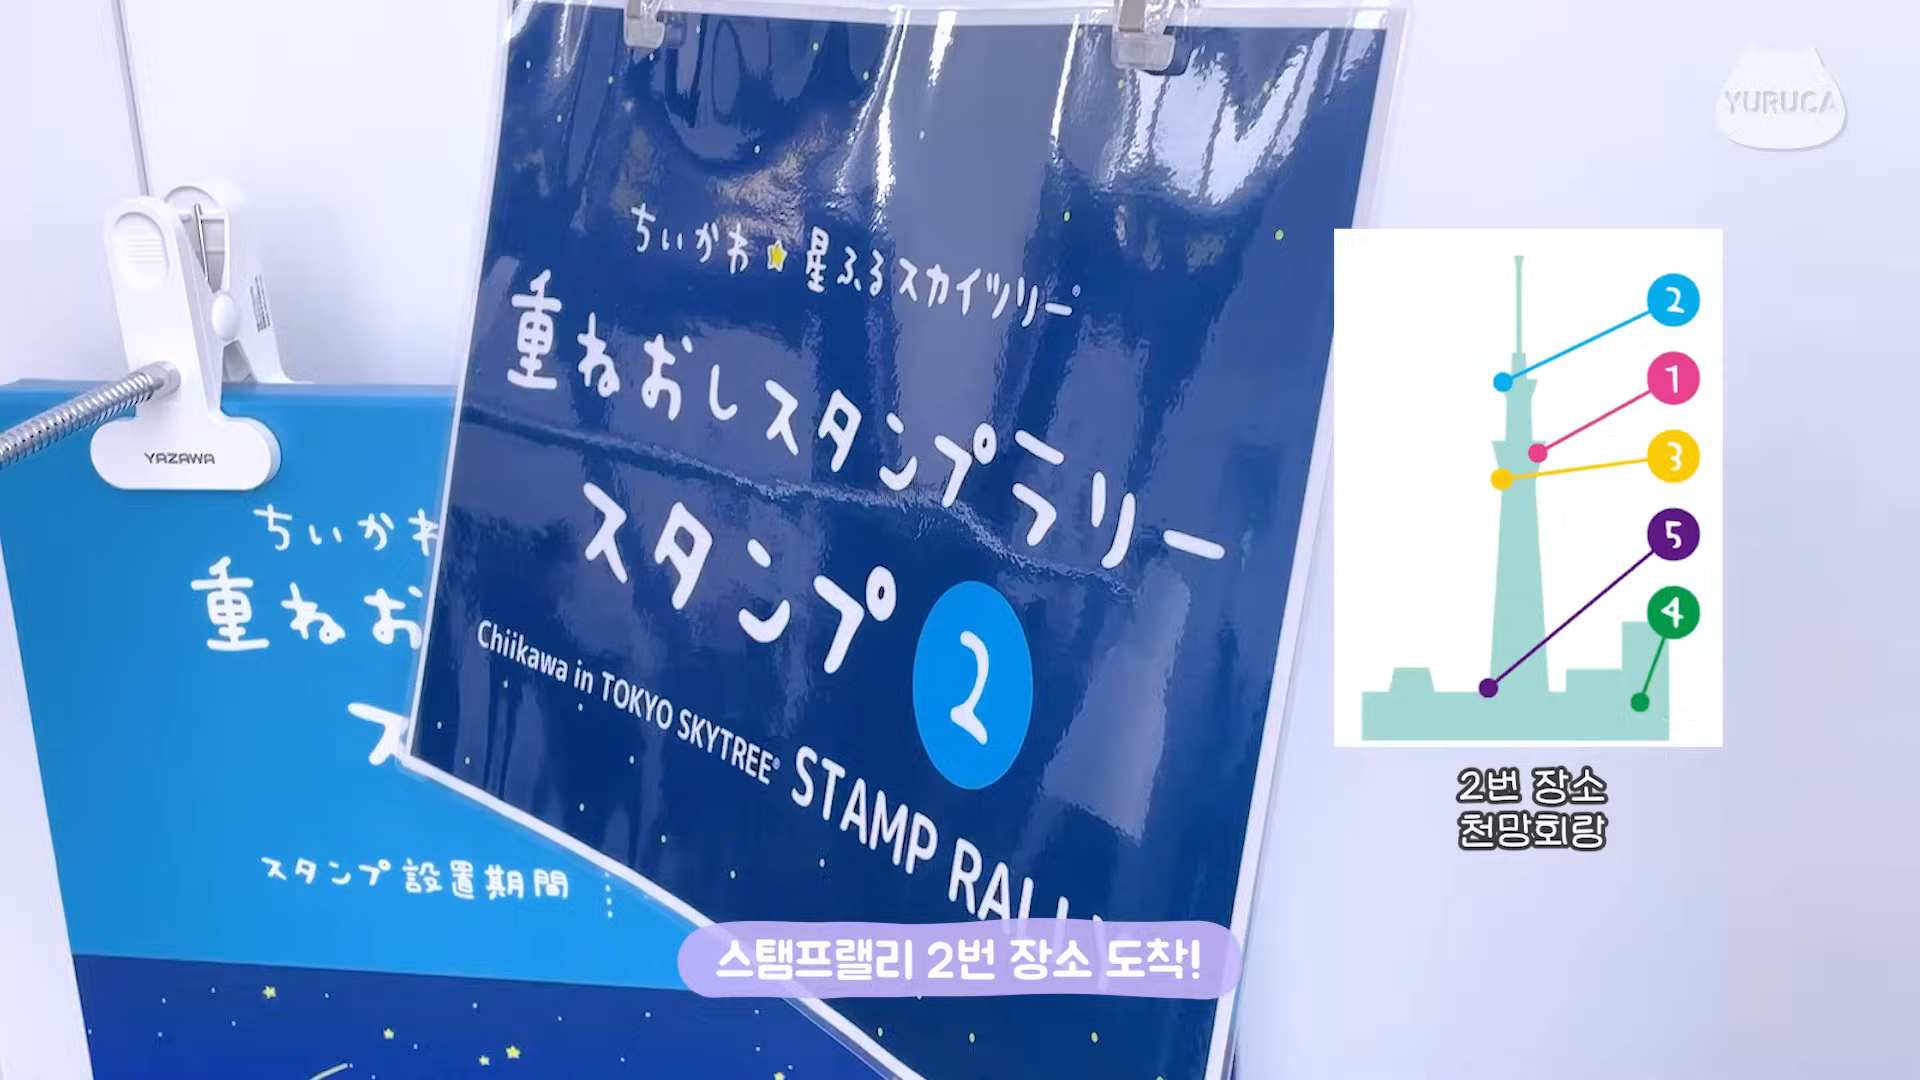 YURUCA
ちいかわ★星ふるスカイツリー®
重ねおしスタンプラリー
スタンプ 2
Chiikawa in TOKYO SKYTREE® STAMP RALLY
YAZAWA
ちいかわ
重ねお
ス
スタンプ設置期間
2
1
3
5
4
2번 장소
천망회랑
스탬프랠리 2번 장소 도착!